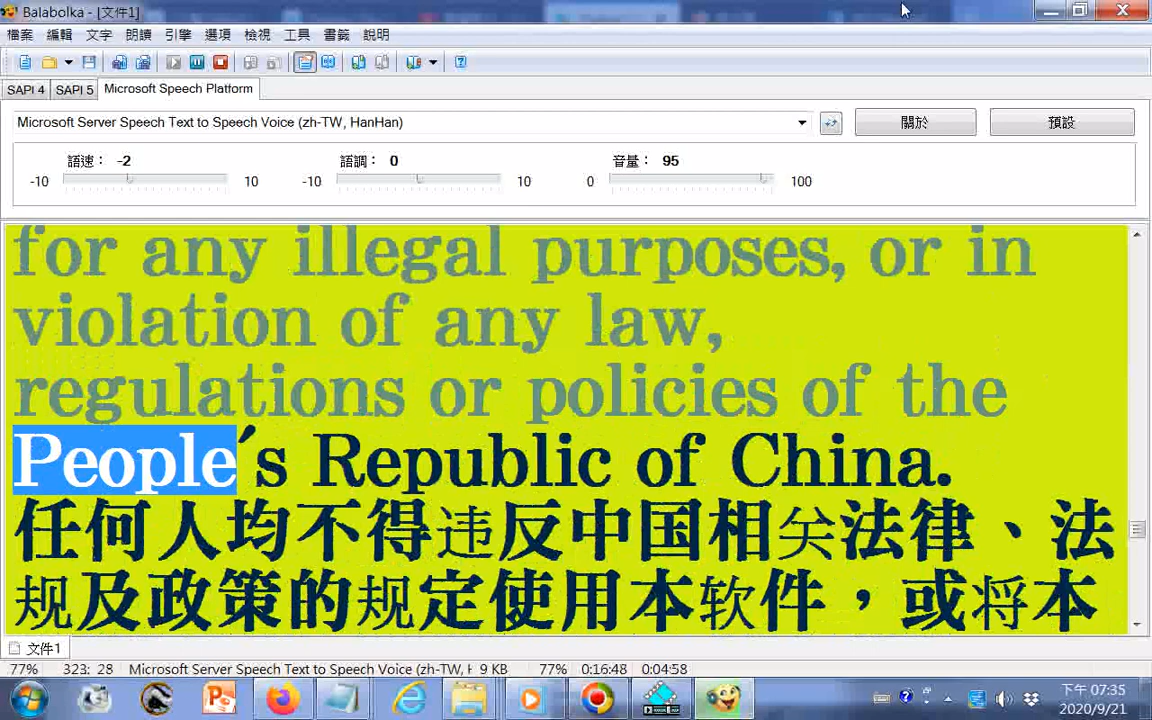 Balabolka - [文件1]
檔案 編輯 文字 朗讀 引擎 選項 檢視 工具 書籤 說明
SAPI 4 SAPI 5 Microsoft Speech Platform
Microsoft Server Speech Text to Speech Voice (zh-TW, HanHan) 關於 預設
語速： -2 語調： 0 音量： 95
-10 10 -10 10 0 100
for any illegal purposes, or in
violation of any law,
regulations or policies of the
People's Republic of China.
任何人均不得违反中国相关法律、法
规及政策的规定使用本软件，或将本
文件1
77% 323: 28 Microsoft Server Speech Text to Speech Voice (zh-TW, H 9 KB 77% 0:16:48 0:04:58
下午 07:35
2020/9/21